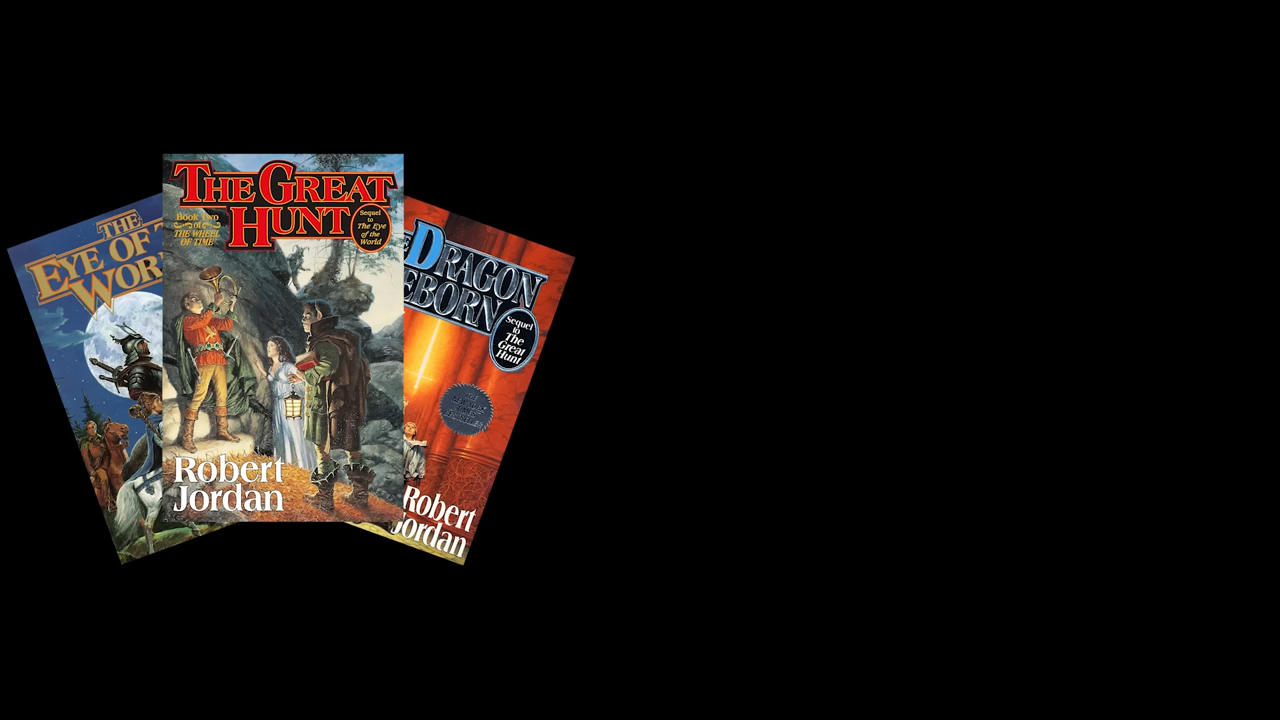 THE
EYE OF T
WOR
THE GREAT
HUNT
Book Two
of
THE WHEEL
OF TIME
Sequel
to
The Eye
of the
World
Robert
Jordan
E DRAGON
EBORN
Sequel
to
The
Great
Hunt
Robert
Jordan